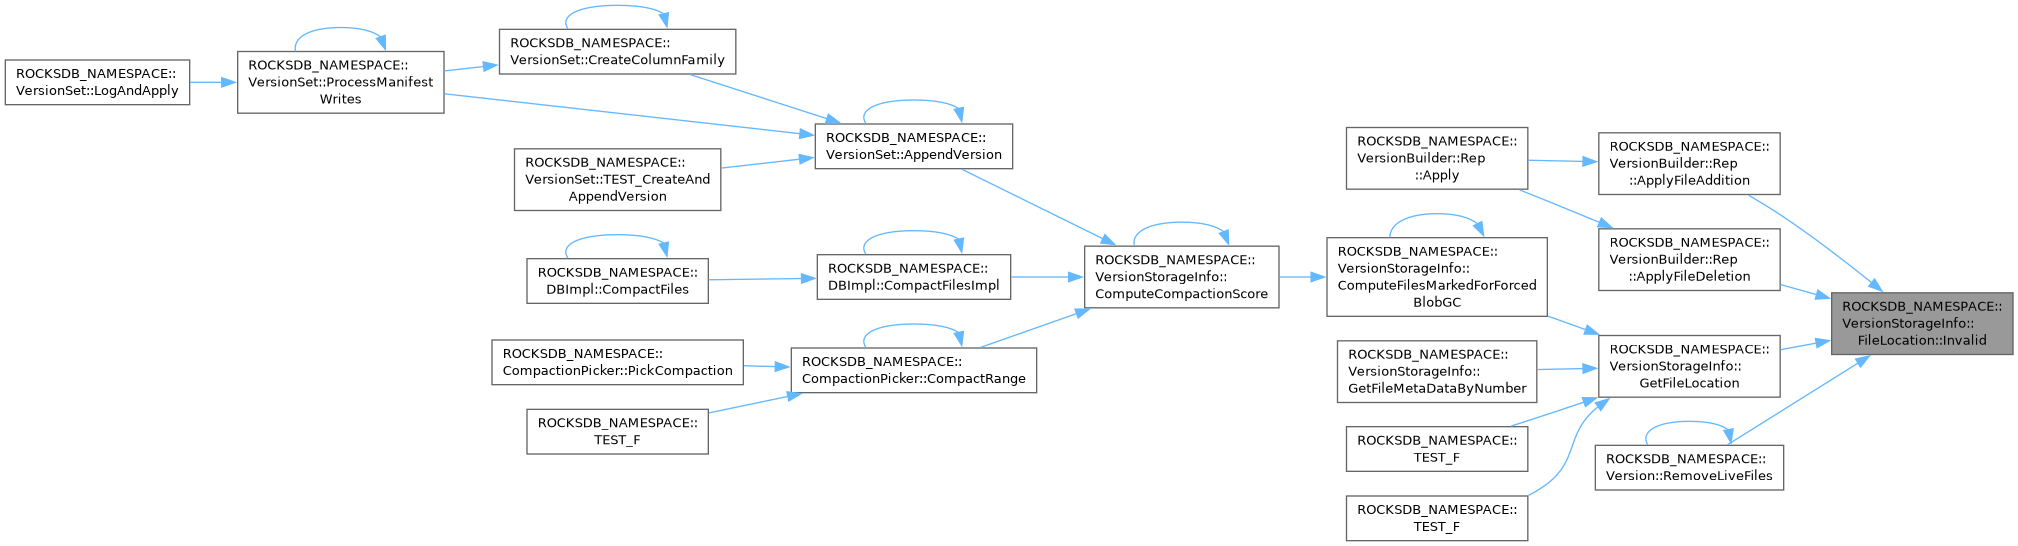 ROCKSDB_NAMESPACE::
VersionSet::LogAndApply
ROCKSDB_NAMESPACE::
VersionSet::ProcessManifest
Writes
ROCKSDB_NAMESPACE::
VersionSet::CreateColumnFamily
ROCKSDB_NAMESPACE::
VersionSet::TEST_CreateAnd
AppendVersion
ROCKSDB_NAMESPACE::
DBImpl::CompactFiles
ROCKSDB_NAMESPACE::
CompactionPicker::PickCompaction
ROCKSDB_NAMESPACE::
TEST_F
ROCKSDB_NAMESPACE::
VersionSet::AppendVersion
ROCKSDB_NAMESPACE::
DBImpl::CompactFilesImpl
ROCKSDB_NAMESPACE::
CompactionPicker::CompactRange
ROCKSDB_NAMESPACE::
VersionStorageInfo::
ComputeCompactionScore
ROCKSDB_NAMESPACE::
VersionBuilder::Rep
::Apply
ROCKSDB_NAMESPACE::
VersionStorageInfo::
ComputeFilesMarkedForForced
BlobGC
ROCKSDB_NAMESPACE::
VersionStorageInfo::
GetFileMetaDataByNumber
ROCKSDB_NAMESPACE::
TEST_F
ROCKSDB_NAMESPACE::
TEST_F
ROCKSDB_NAMESPACE::
VersionBuilder::Rep
::ApplyFileAddition
ROCKSDB_NAMESPACE::
VersionBuilder::Rep
::ApplyFileDeletion
ROCKSDB_NAMESPACE::
VersionStorageInfo::
GetFileLocation
ROCKSDB_NAMESPACE::
Version::RemoveLiveFiles
ROCKSDB_NAMESPACE::
VersionStorageInfo::
FileLocation::Invalid